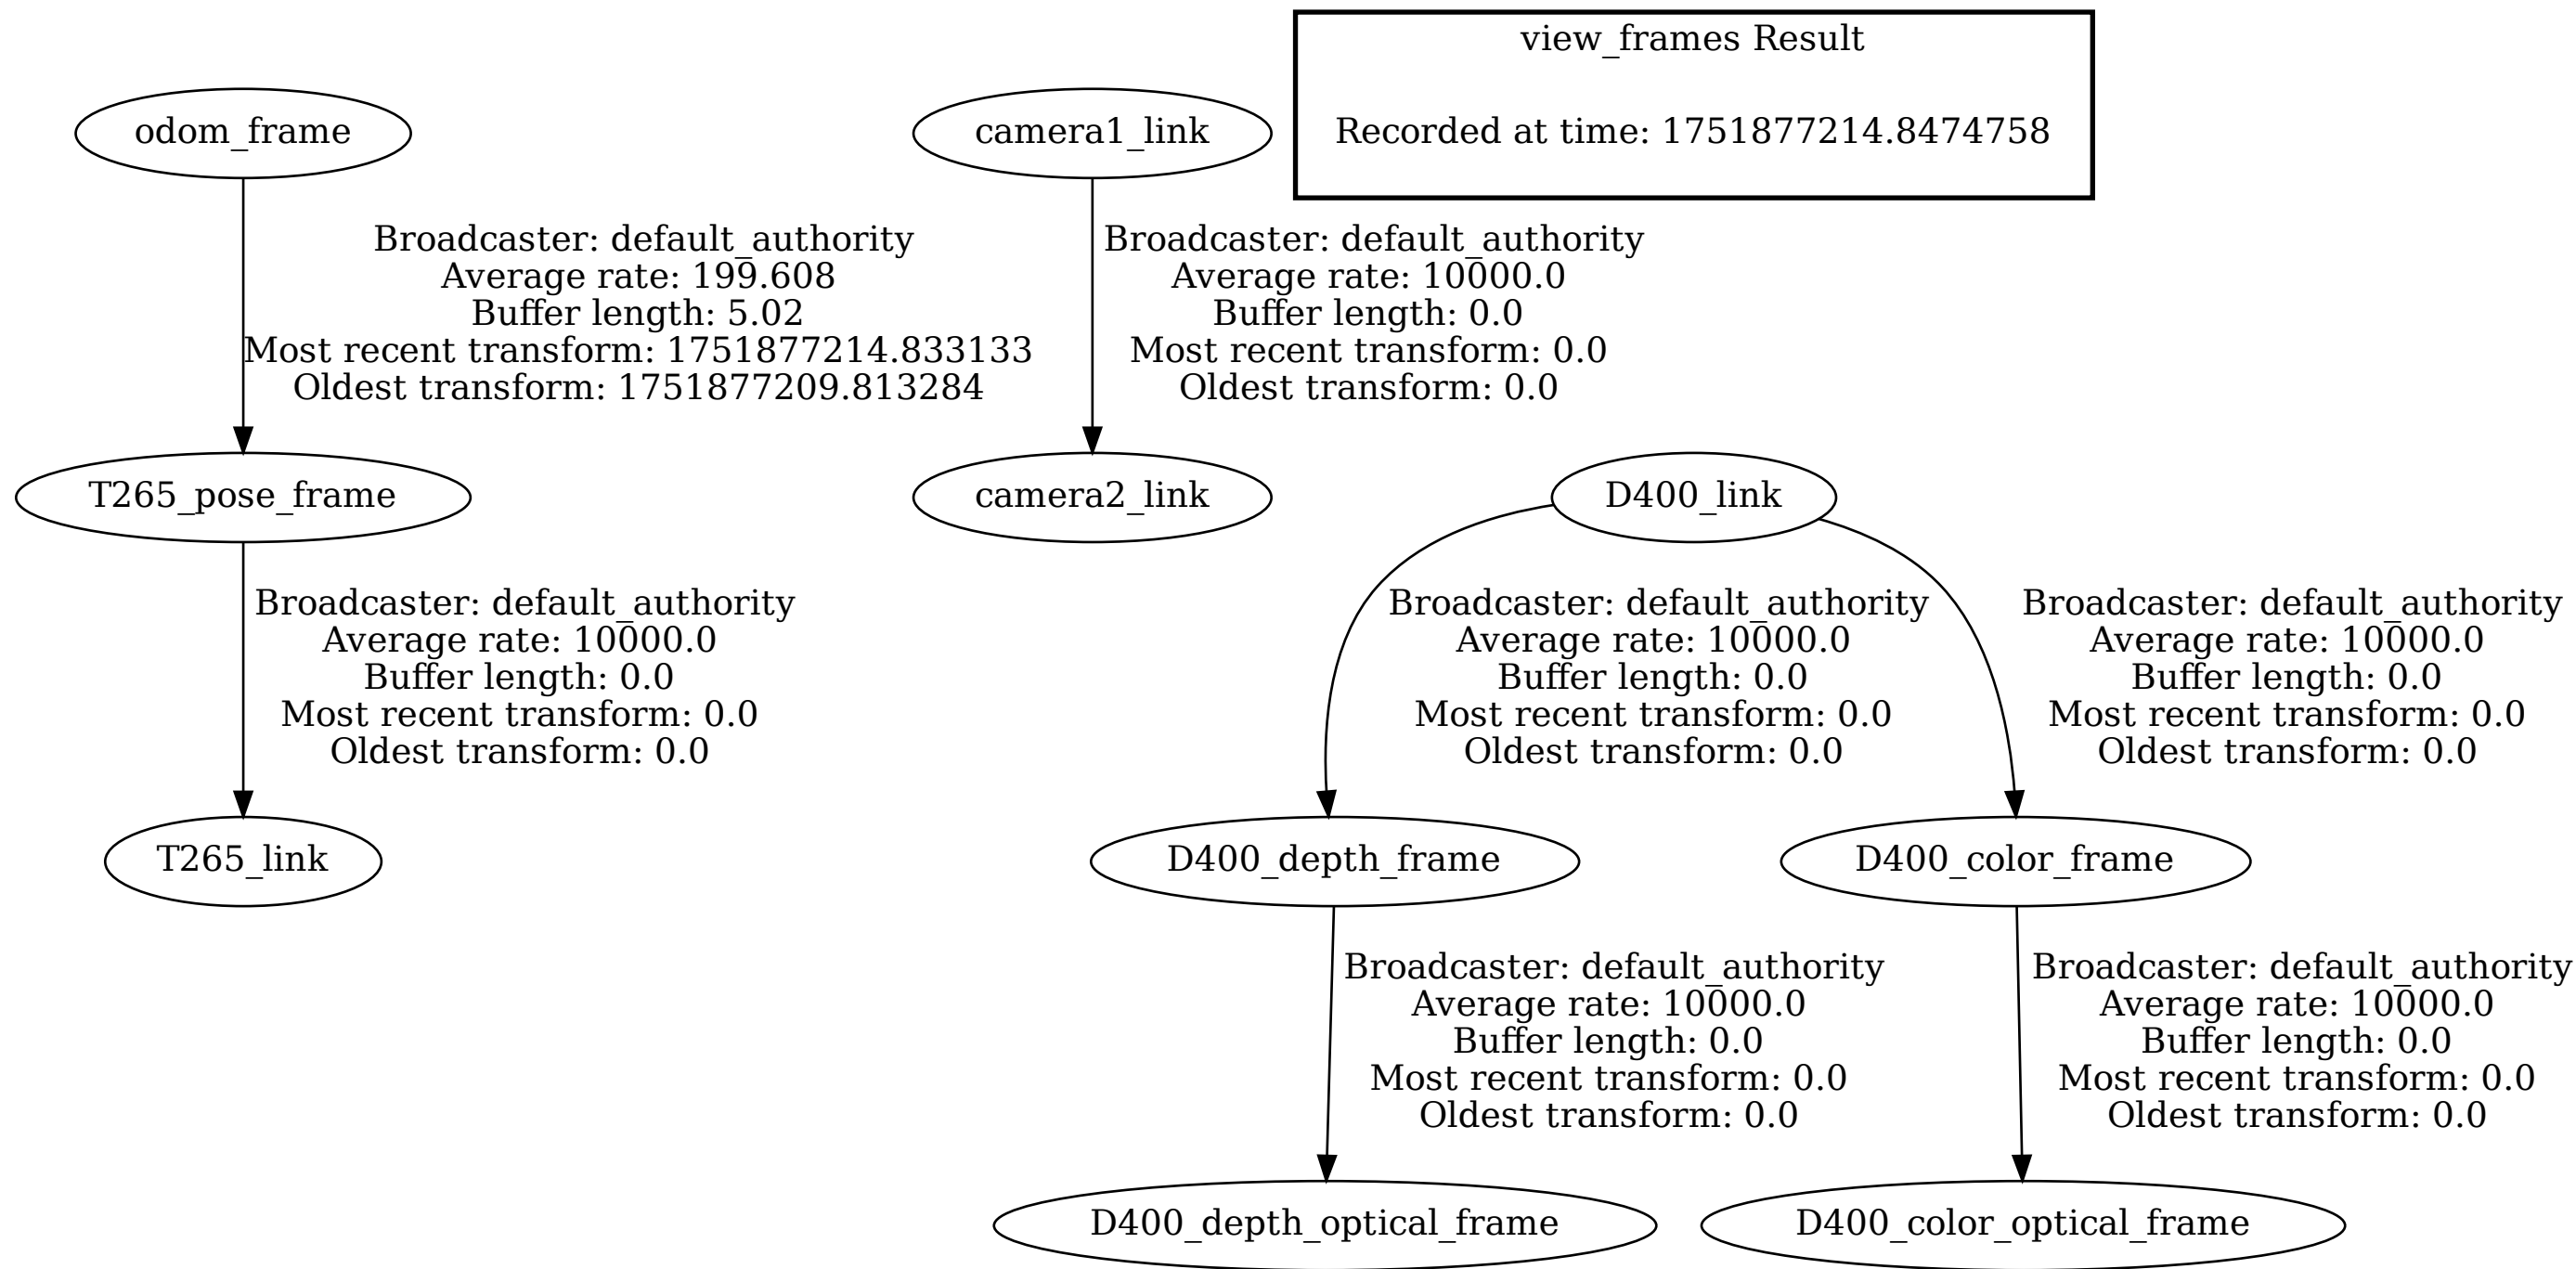 view_frames Result
Recorded at time: 1751877214.8474758
odom_frame
Broadcaster: default_authority
Average rate: 199.608
Buffer length: 5.02
Most recent transform: 1751877214.833133
Oldest transform: 1751877209.813284
T265_pose_frame
Broadcaster: default_authority
Average rate: 10000.0
Buffer length: 0.0
Most recent transform: 0.0
Oldest transform: 0.0
T265_link
camera1_link
Broadcaster: default_authority
Average rate: 10000.0
Buffer length: 0.0
Most recent transform: 0.0
Oldest transform: 0.0
camera2_link
D400_link
Broadcaster: default_authority
Average rate: 10000.0
Buffer length: 0.0
Most recent transform: 0.0
Oldest transform: 0.0
D400_depth_frame
Broadcaster: default_authority
Average rate: 10000.0
Buffer length: 0.0
Most recent transform: 0.0
Oldest transform: 0.0
D400_depth_optical_frame
Broadcaster: default_authority
Average rate: 10000.0
Buffer length: 0.0
Most recent transform: 0.0
Oldest transform: 0.0
D400_color_frame
Broadcaster: default_authority
Average rate: 10000.0
Buffer length: 0.0
Most recent transform: 0.0
Oldest transform: 0.0
D400_color_optical_frame